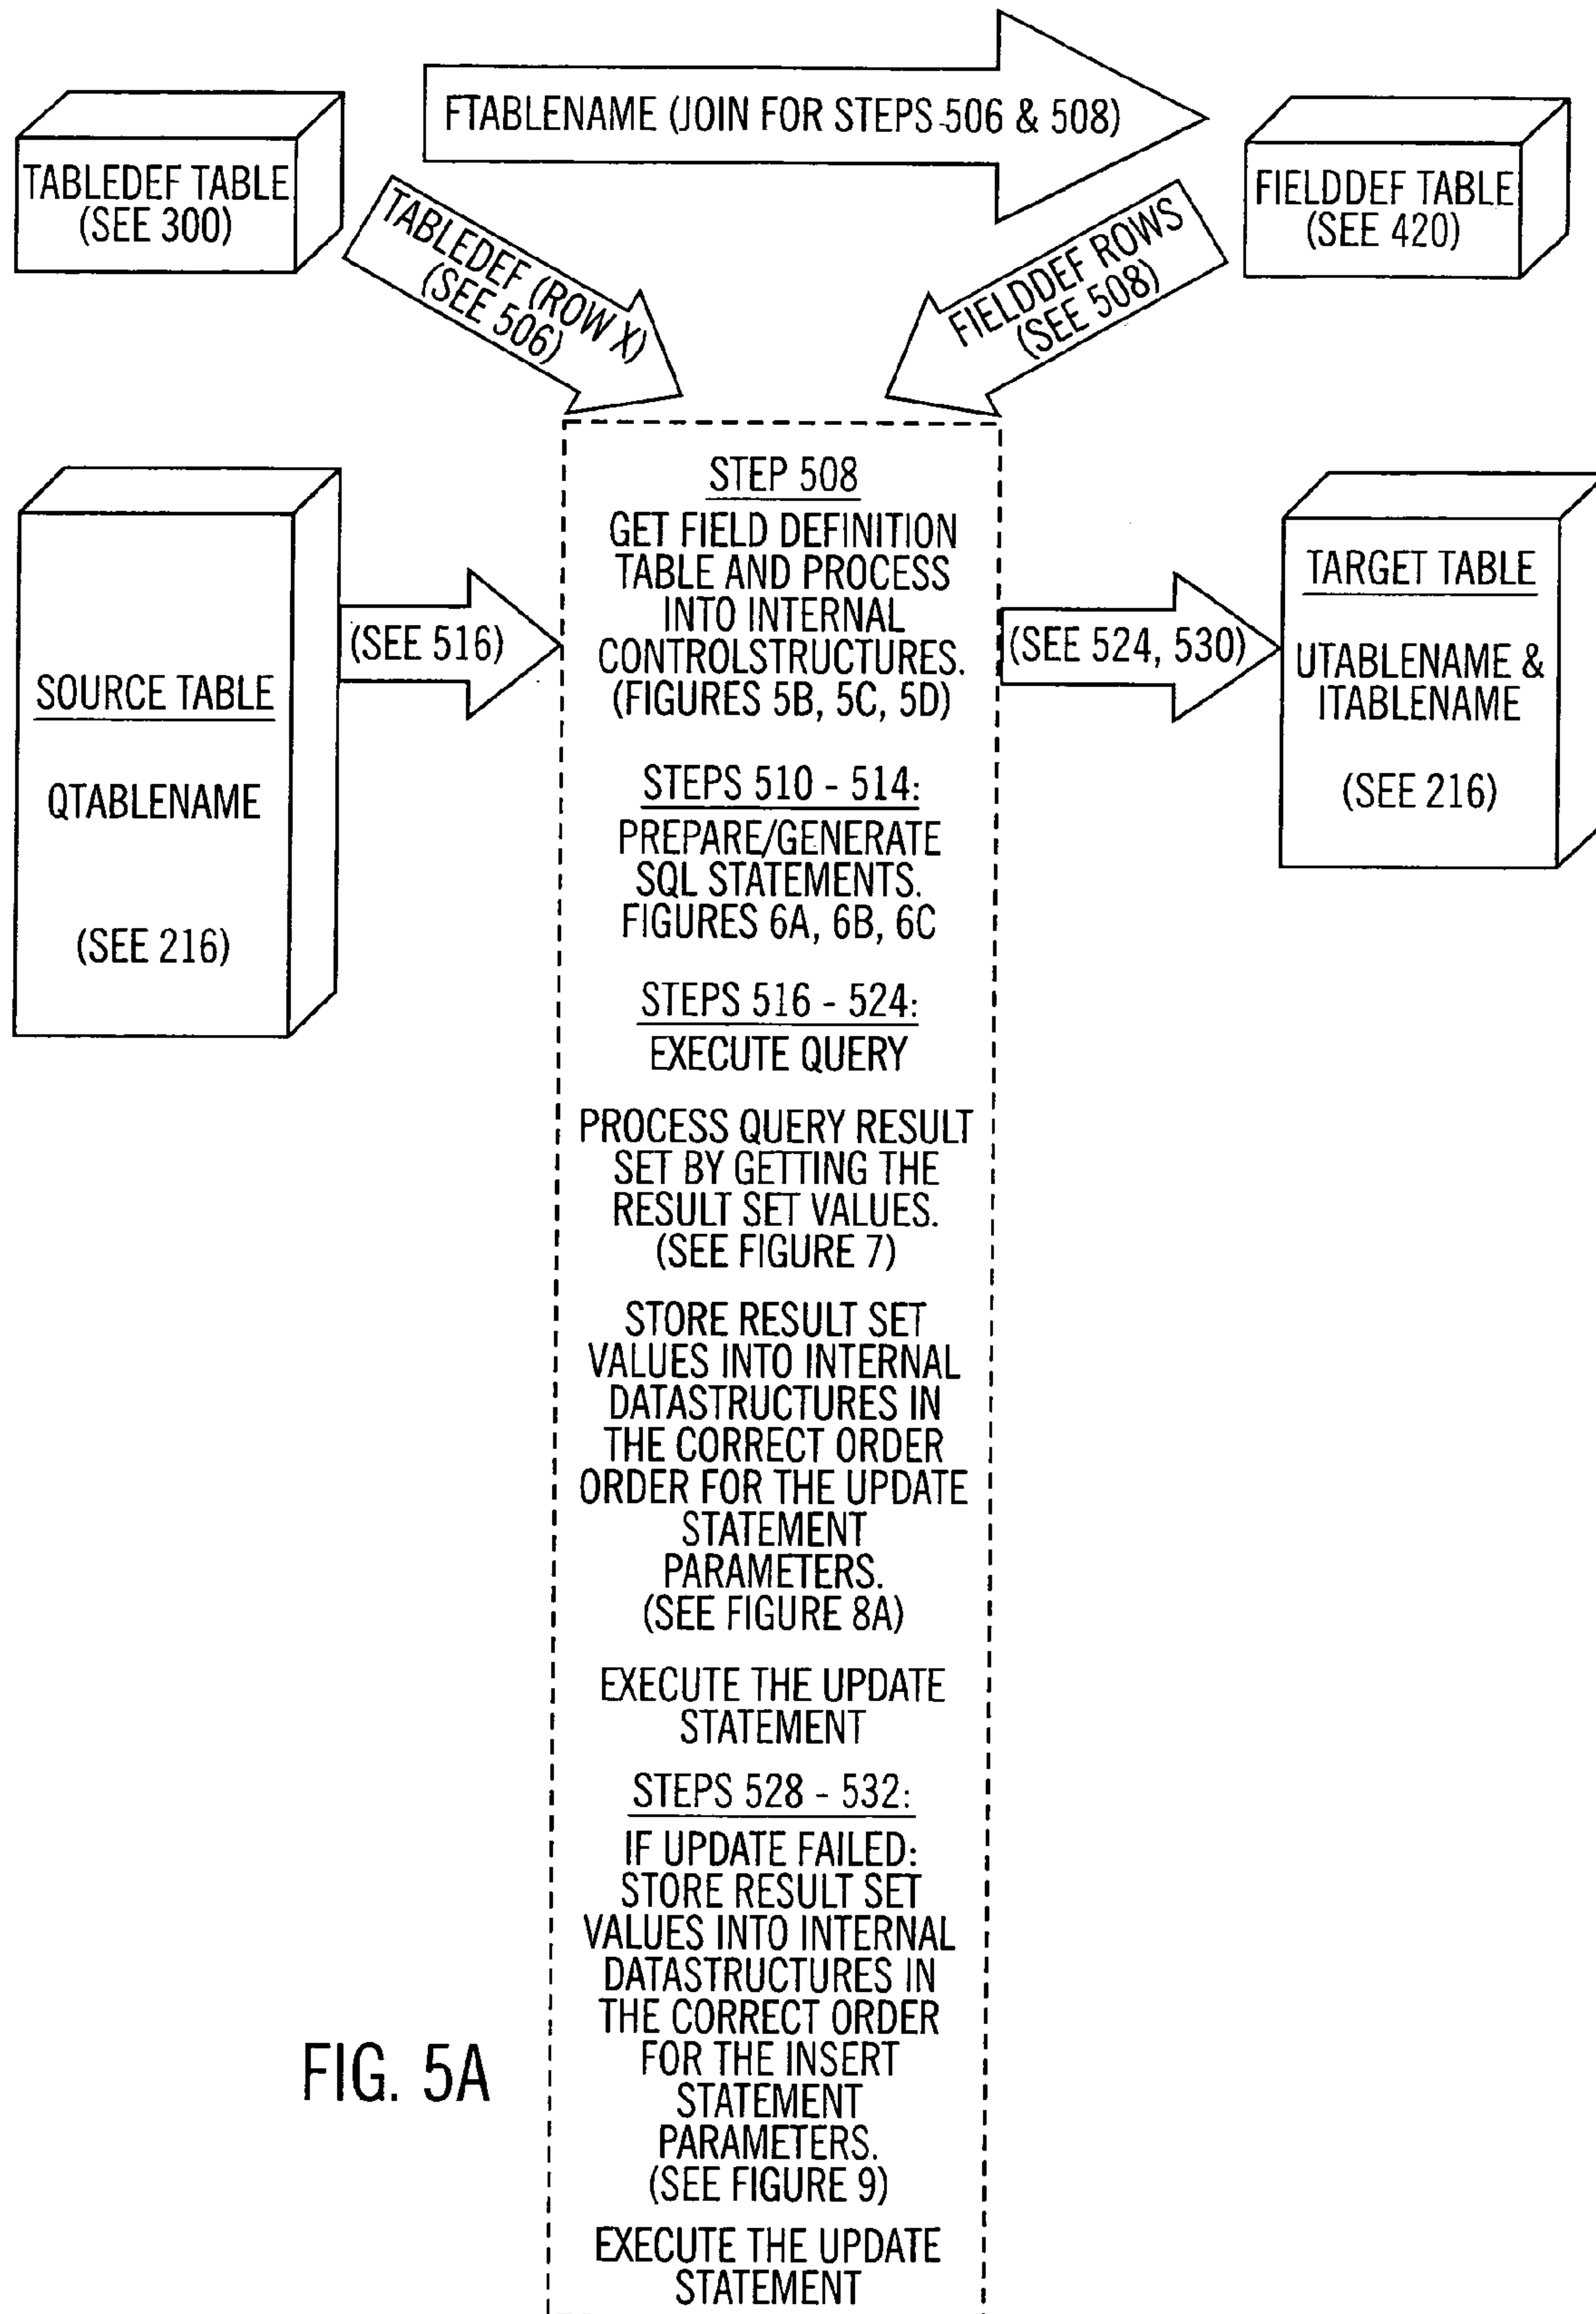 FTABLENAME (JOIN FOR STEPS 506 & 508)
TABLEDEF TABLE
(SEE 300)
FIELDDEF TABLE
(SEE 420)
TABLEDEF (ROW X)
(SEE 506)
FIELDDEF ROWS
(SEE 508)
SOURCE TABLE
QTABLENAME
(SEE 216)
(SEE 516)
STEP 508
GET FIELD DEFINITION
TABLE AND PROCESS
INTO INTERNAL
CONTROLSTRUCTURES.
(FIGURES 5B, 5C, 5D)
STEPS 510 - 514:
PREPARE/GENERATE
SQL STATEMENTS.
FIGURES 6A, 6B, 6C
STEPS 516 - 524:
EXECUTE QUERY
PROCESS QUERY RESULT
SET BY GETTING THE
RESULT SET VALUES.
(SEE FIGURE 7)
STORE RESULT SET
VALUES INTO INTERNAL
DATASTRUCTURES IN
THE CORRECT ORDER
ORDER FOR THE UPDATE
STATEMENT
PARAMETERS.
(SEE FIGURE 8A)
EXECUTE THE UPDATE
STATEMENT
STEPS 528 - 532:
IF UPDATE FAILED:
STORE RESULT SET
VALUES INTO INTERNAL
DATASTRUCTURES IN
THE CORRECT ORDER
FOR THE INSERT
STATEMENT
PARAMETERS.
(SEE FIGURE 9)
EXECUTE THE UPDATE
STATEMENT
(SEE 524, 530)
TARGET TABLE
UTABLENAME &
ITABLENAME
(SEE 216)
FIG. 5A